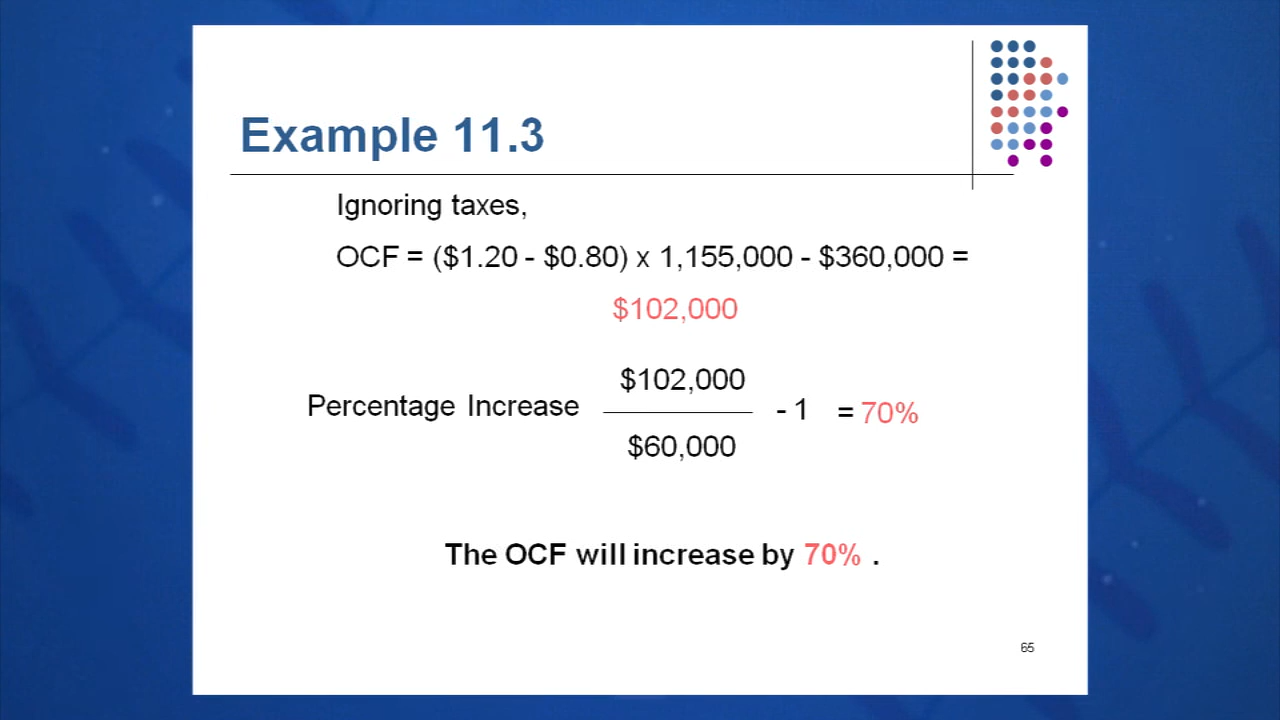 Example 11.3
Ignoring taxes,
OCF = ($1.20 - $0.80) x 1,155,000 - $360,000 =
$102,000
$102,000
Percentage Increase - 1 = 70%
$60,000
The OCF will increase by 70% .
65